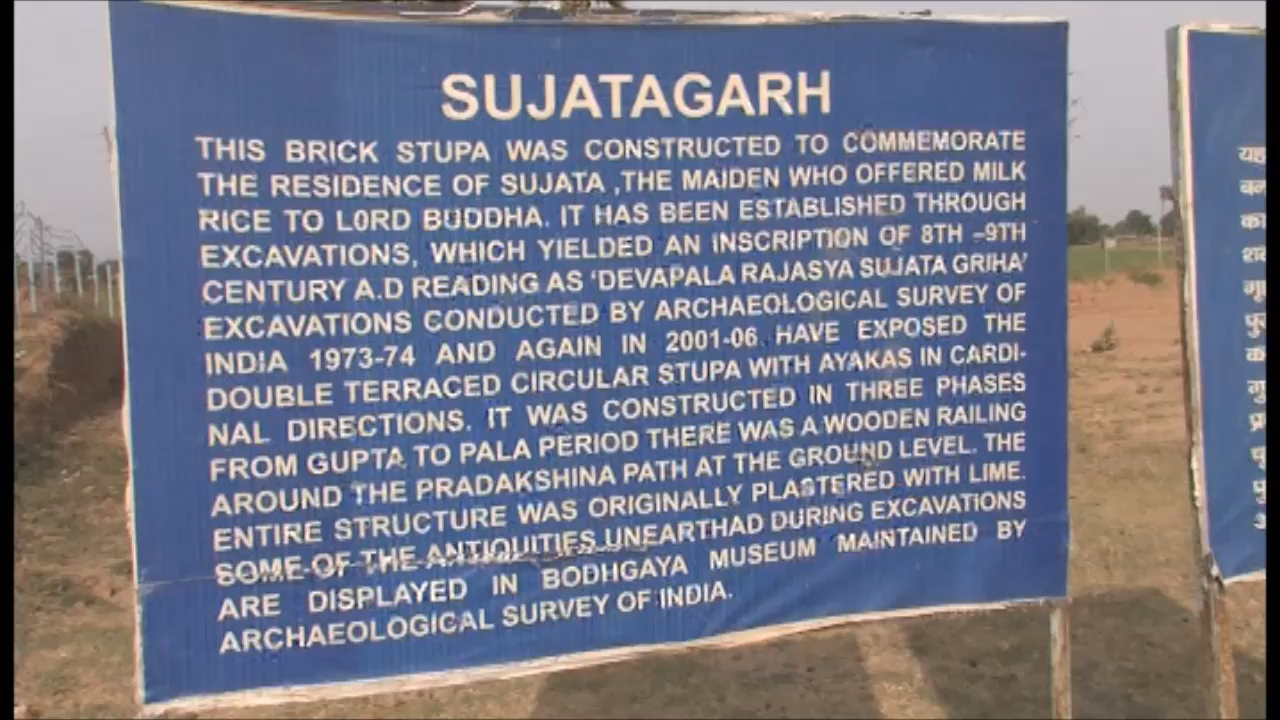 SUJATAGARH
THIS BRICK STUPA WAS CONSTRUCTED TO COMMEMORATE
THE RESIDENCE OF SUJATA ,THE MAIDEN WHO OFFERED MILK
RICE TO LORD BUDDHA. IT HAS BEEN ESTABLISHED THROUGH
EXCAVATIONS, WHICH YIELDED AN INSCRIPTION OF 8TH –9TH
CENTURY A.D READING AS ‘DEVAPALA RAJASYA SUJATA GRIHA’
EXCAVATIONS CONDUCTED BY ARCHAEOLOGICAL SURVEY OF
INDIA 1973-74 AND AGAIN IN 2001-06 HAVE EXPOSED THE
DOUBLE TERRACED CIRCULAR STUPA WITH AYAKAS IN CARDI-
NAL DIRECTIONS. IT WAS CONSTRUCTED IN THREE PHASES
FROM GUPTA TO PALA PERIOD THERE WAS A WOODEN RAILING
AROUND THE PRADAKSHINA PATH AT THE GROUND LEVEL. THE
ENTIRE STRUCTURE WAS ORIGINALLY PLASTERED WITH LIME.
SOME OF THE ANTIQUITIES UNEARTHAD DURING EXCAVATIONS
ARE DISPLAYED IN BODHGAYA MUSEUM MAINTAINED BY
ARCHAEOLOGICAL SURVEY OF INDIA.